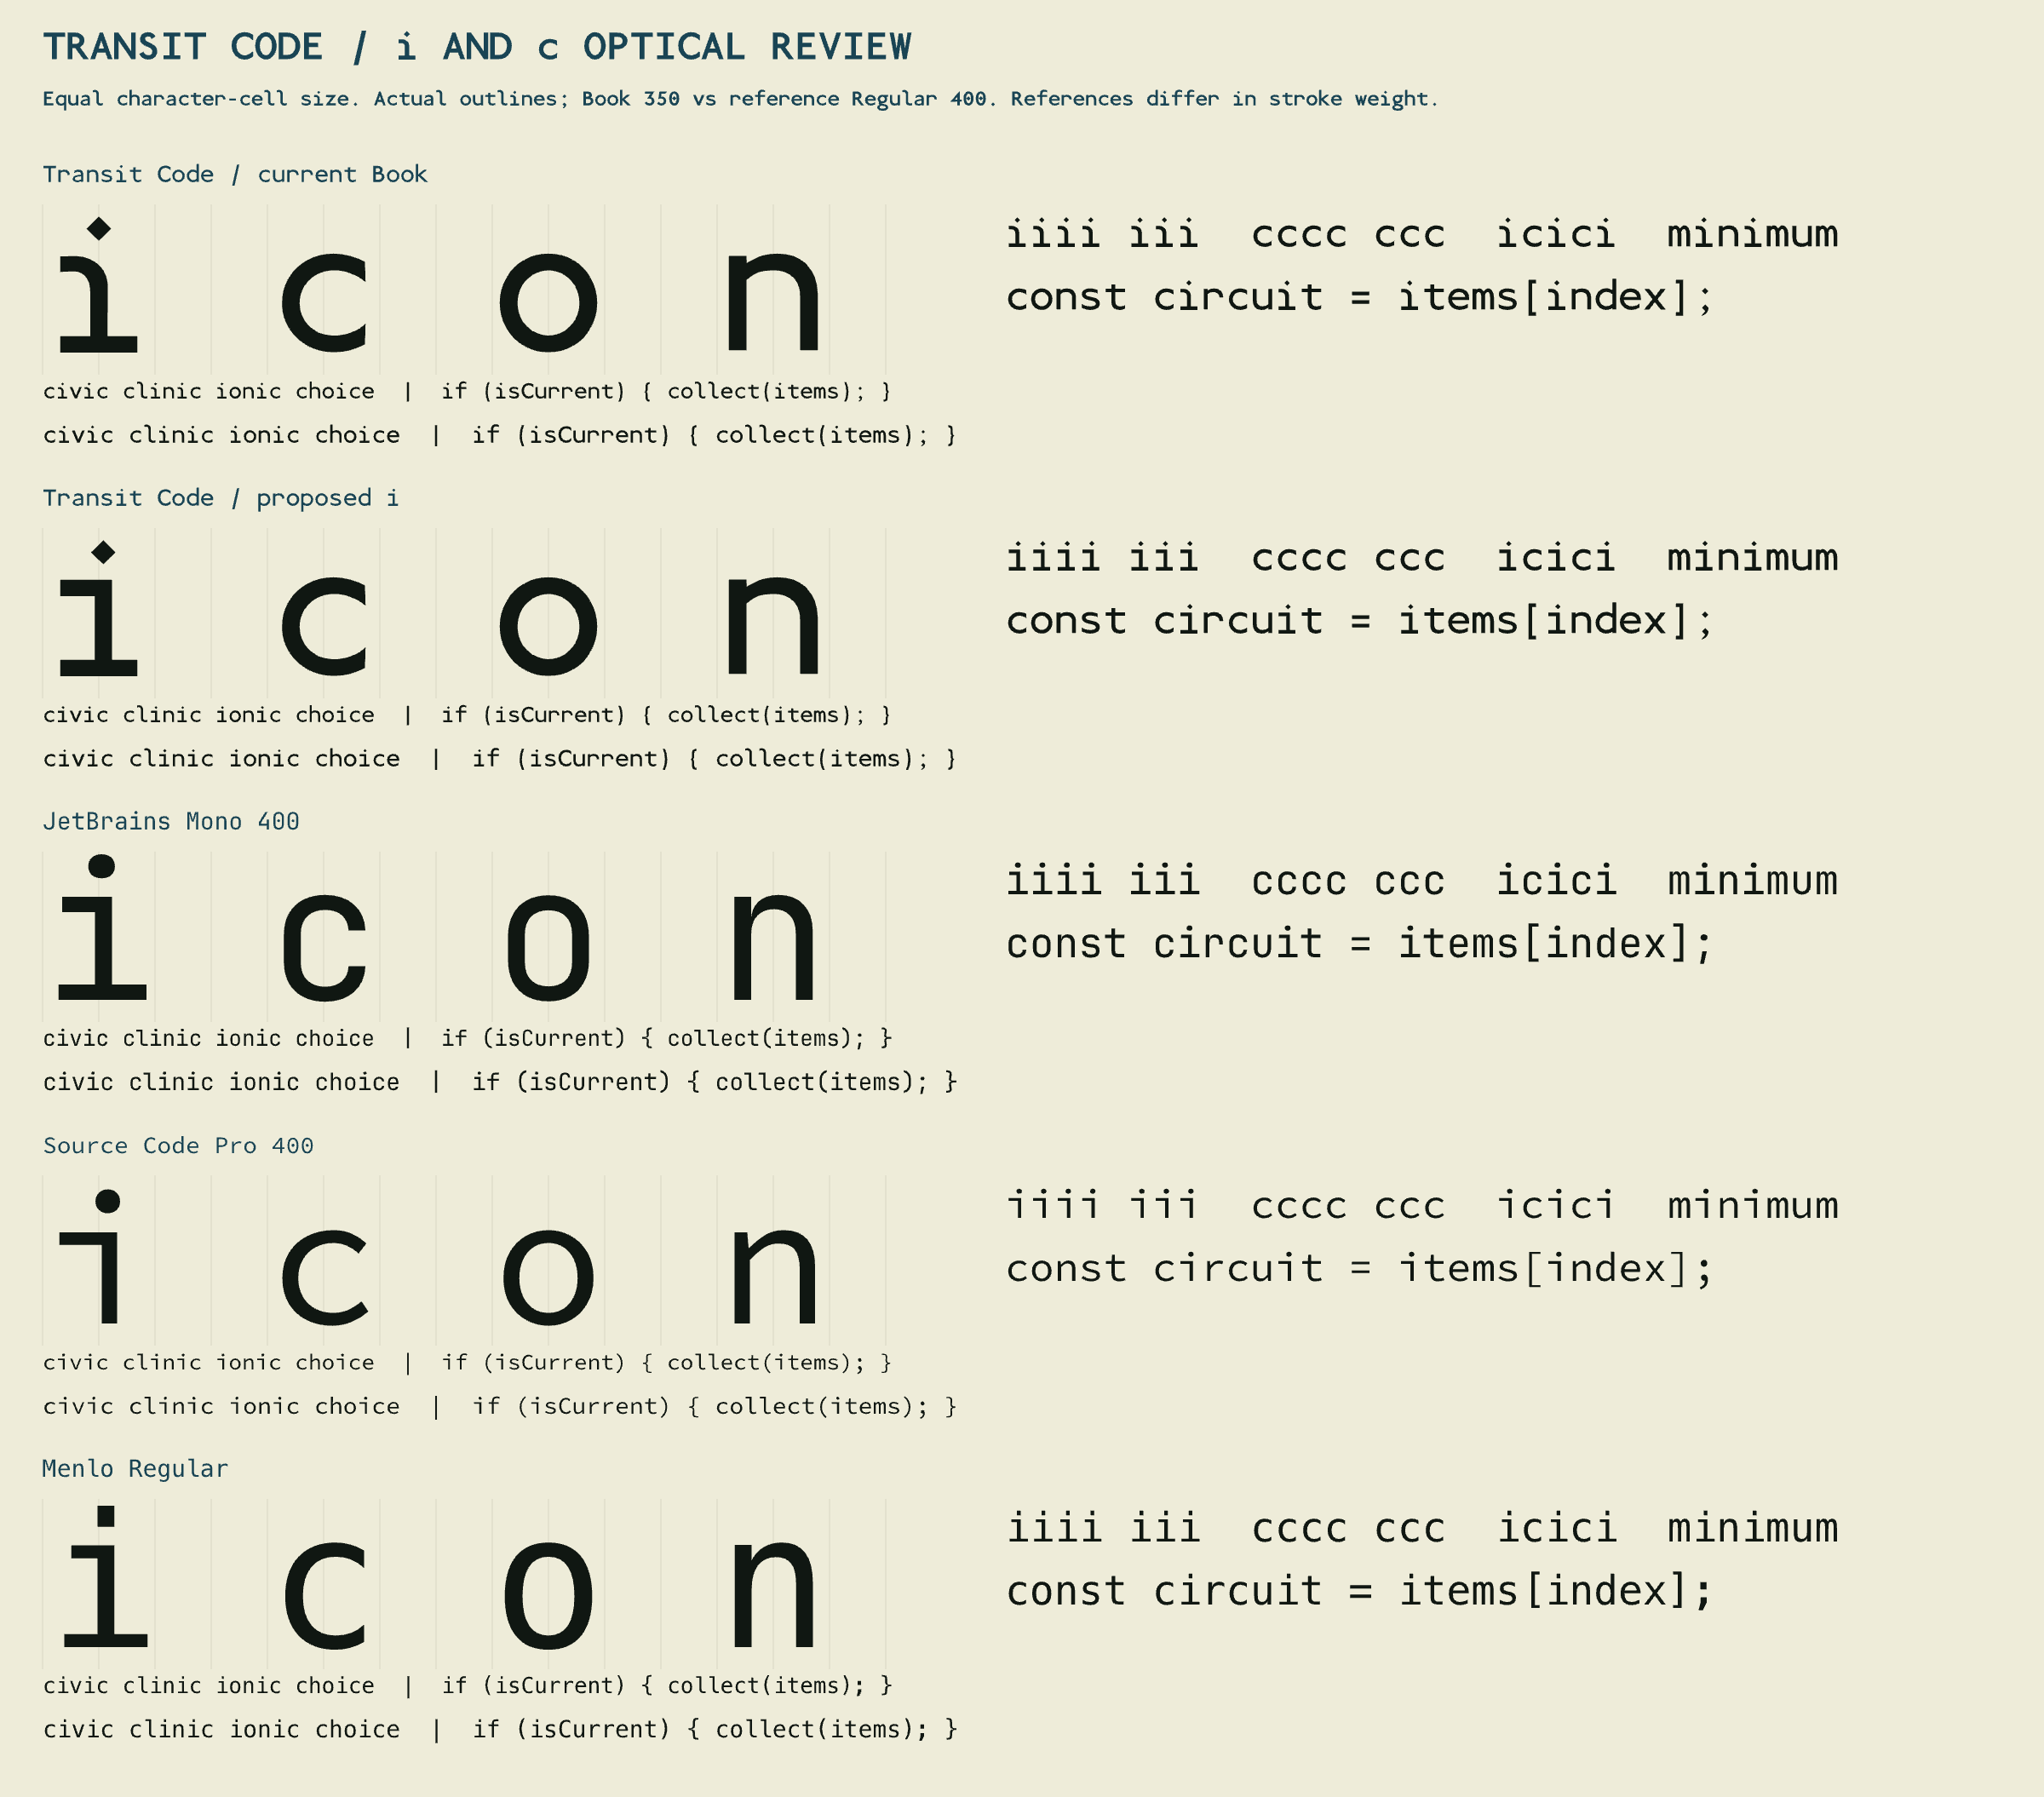 TRANSIT CODE / i AND c OPTICAL REVIEW
Equal character-cell size. Actual outlines; Book 350 vs reference Regular 400. References differ in stroke weight.
Transit Code / current Book
icon
iiii iii  cccc ccc  icici  minimum
const circuit = items[index];
civic clinic ionic choice  |  if (isCurrent) { collect(items); }
civic clinic ionic choice  |  if (isCurrent) { collect(items); }
Transit Code / proposed i
icon
iiii iii  cccc ccc  icici  minimum
const circuit = items[index];
civic clinic ionic choice  |  if (isCurrent) { collect(items); }
civic clinic ionic choice  |  if (isCurrent) { collect(items); }
JetBrains Mono 400
icon
iiii iii  cccc ccc  icici  minimum
const circuit = items[index];
civic clinic ionic choice  |  if (isCurrent) { collect(items); }
civic clinic ionic choice  |  if (isCurrent) { collect(items); }
Source Code Pro 400
icon
iiii iii  cccc ccc  icici  minimum
const circuit = items[index];
civic clinic ionic choice  |  if (isCurrent) { collect(items); }
civic clinic ionic choice  |  if (isCurrent) { collect(items); }
Menlo Regular
icon
iiii iii  cccc ccc  icici  minimum
const circuit = items[index];
civic clinic ionic choice  |  if (isCurrent) { collect(items); }
civic clinic ionic choice  |  if (isCurrent) { collect(items); }